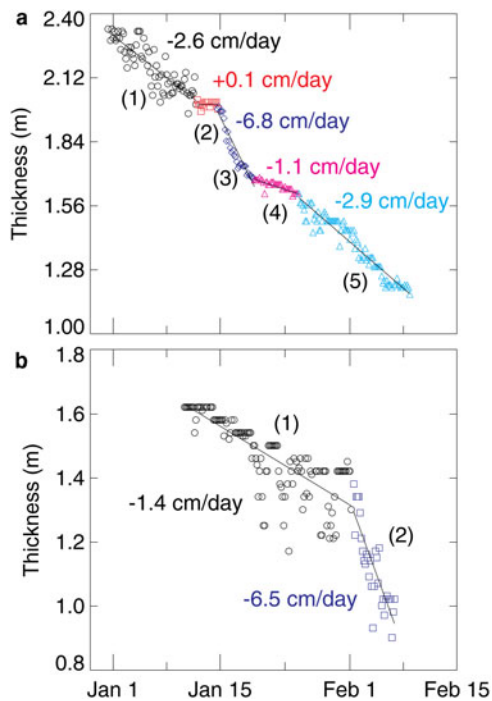 a
2.40
2.12
1.84
1.56
1.28
1.00
Thickness (m)
-2.6 cm/day
(1)
+0.1 cm/day
(2)
-6.8 cm/day
(3)
-1.1 cm/day
(4)
-2.9 cm/day
(5)
b
1.8
1.6
1.4
1.2
1.0
0.8
Thickness (m)
(1)
-1.4 cm/day
(2)
-6.5 cm/day
Jan 1 Jan 15 Feb 1 Feb 15